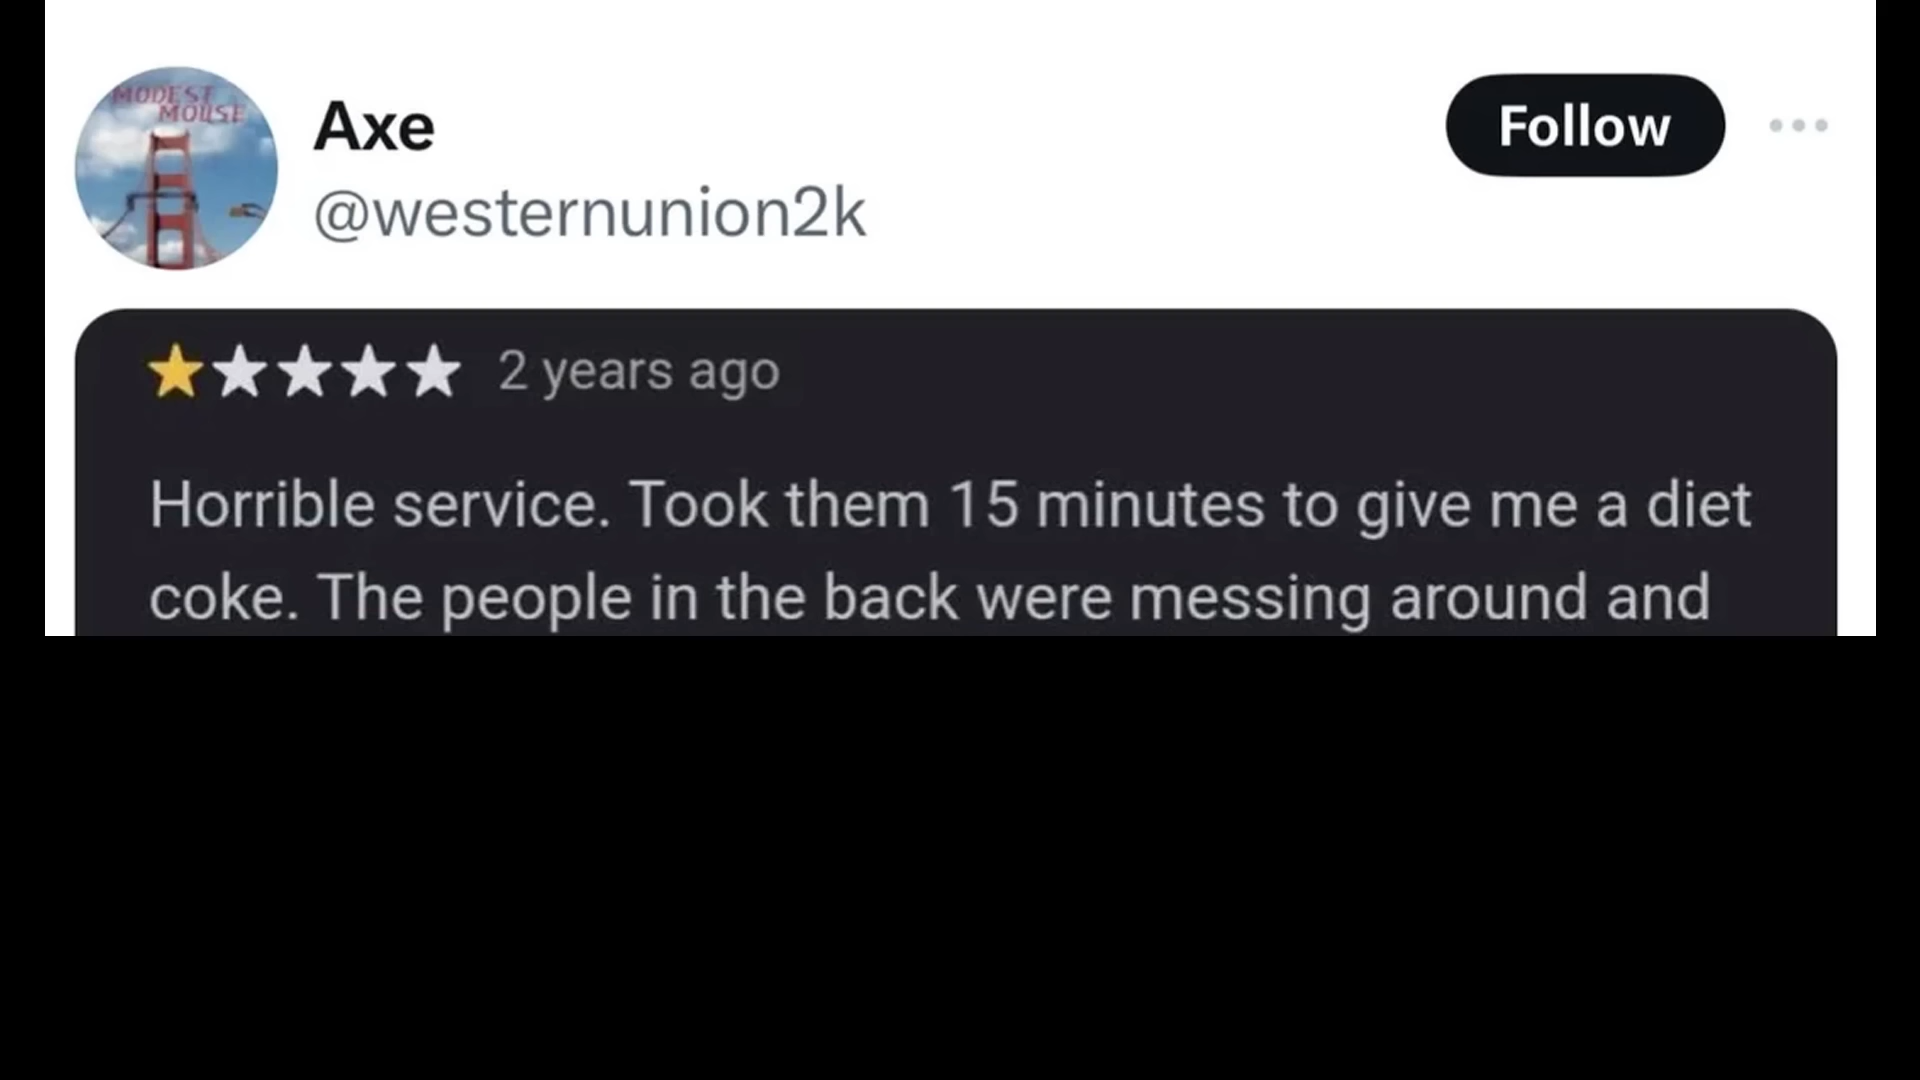 MODEST
MOUSE
Axe
@westernunion2k
Follow
2 years ago
Horrible service. Took them 15 minutes to give me a diet
coke. The people in the back were messing around and